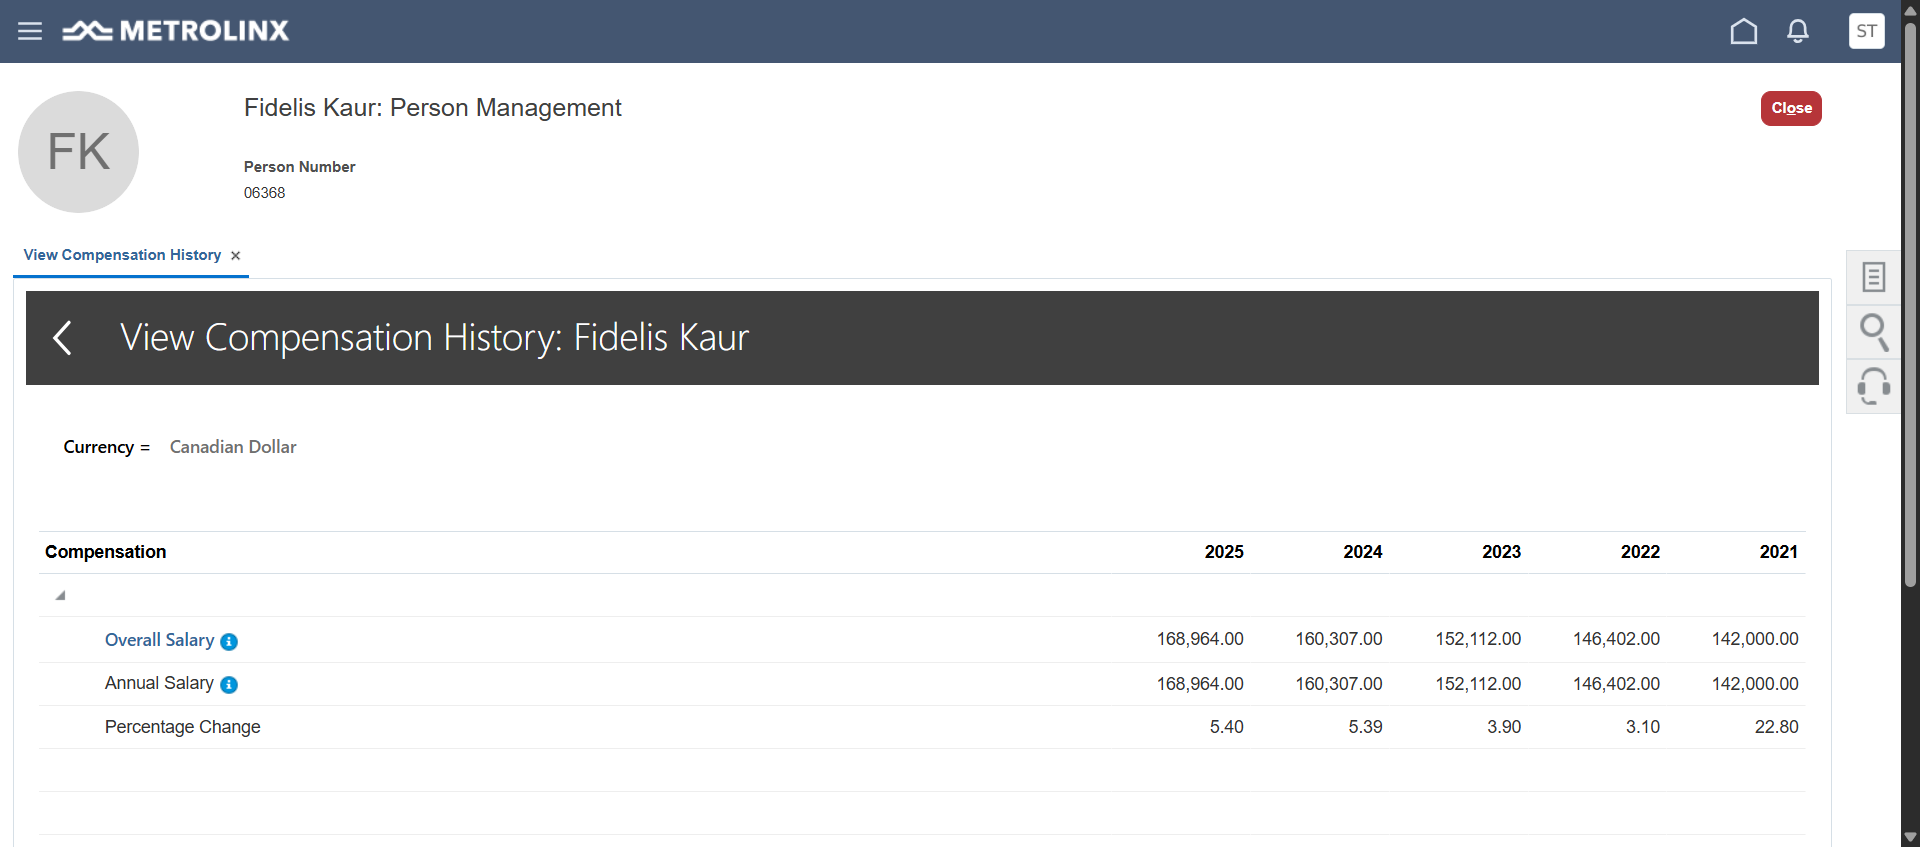 METROLINX
ST
FK
Fidelis Kaur: Person Management
Close
Person Number
06368
View Compensation History ×
View Compensation History: Fidelis Kaur
Currency = Canadian Dollar
Compensation 2025 2024 2023 2022 2021
Overall Salary i 168,964.00 160,307.00 152,112.00 146,402.00 142,000.00
Annual Salary i 168,964.00 160,307.00 152,112.00 146,402.00 142,000.00
Percentage Change 5.40 5.39 3.90 3.10 22.80